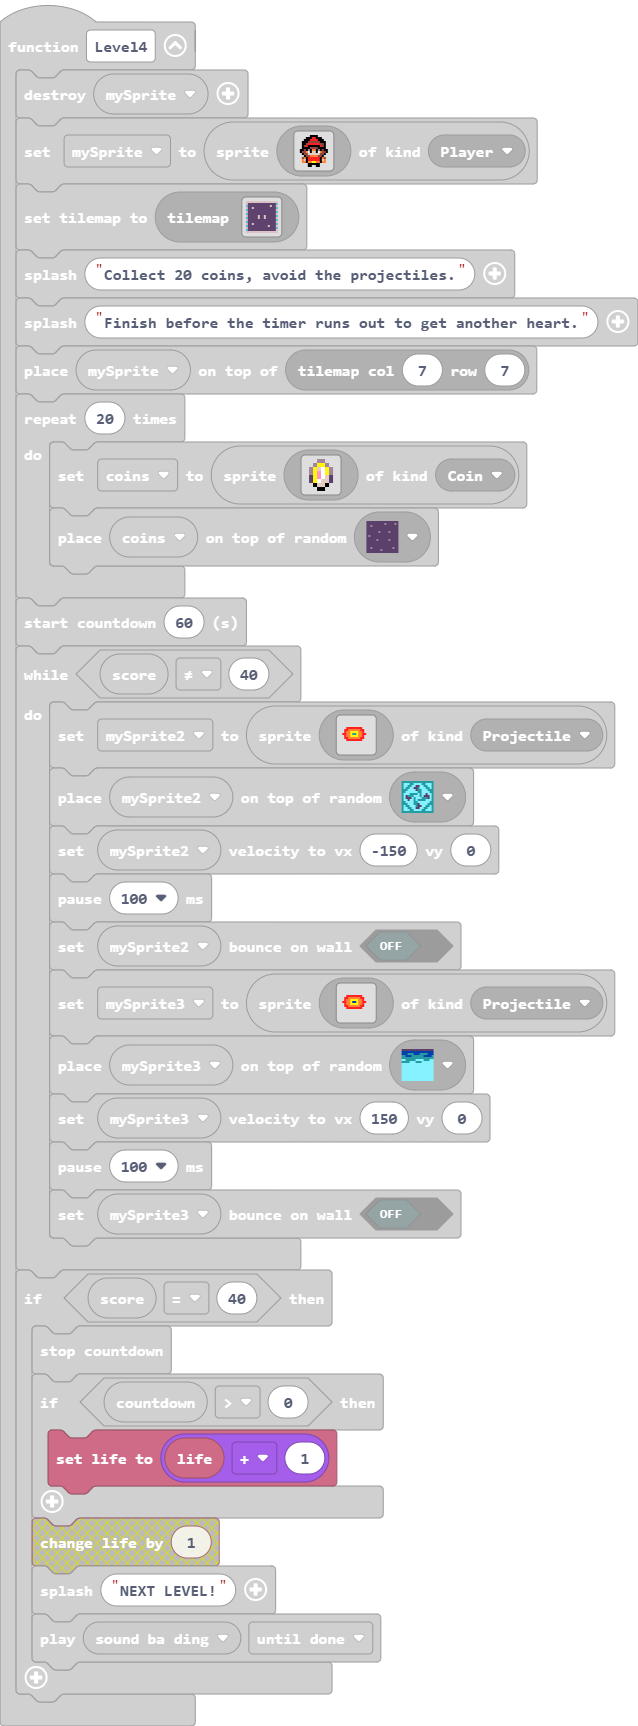 function Level4
destroy mySprite
set mySprite to sprite of kind Player
set tilemap to tilemap
splash "Collect 20 coins, avoid the projectiles."
splash "Finish before the timer runs out to get another heart."
place mySprite on top of tilemap col 7 row 7
repeat 20 times
do
set coins to sprite of kind Coin
place coins on top of random
start countdown 60 (s)
while score ≠ 40
do
set mySprite2 to sprite of kind Projectile
place mySprite2 on top of random
set mySprite2 velocity to vx -150 vy 0
pause 100 ms
set mySprite2 bounce on wall OFF
set mySprite3 to sprite of kind Projectile
place mySprite3 on top of random
set mySprite3 velocity to vx 150 vy 0
pause 100 ms
set mySprite3 bounce on wall OFF
if score = 40 then
stop countdown
if countdown > 0 then
set life to life + 1
change life by 1
splash "NEXT LEVEL!"
play sound ba ding until done